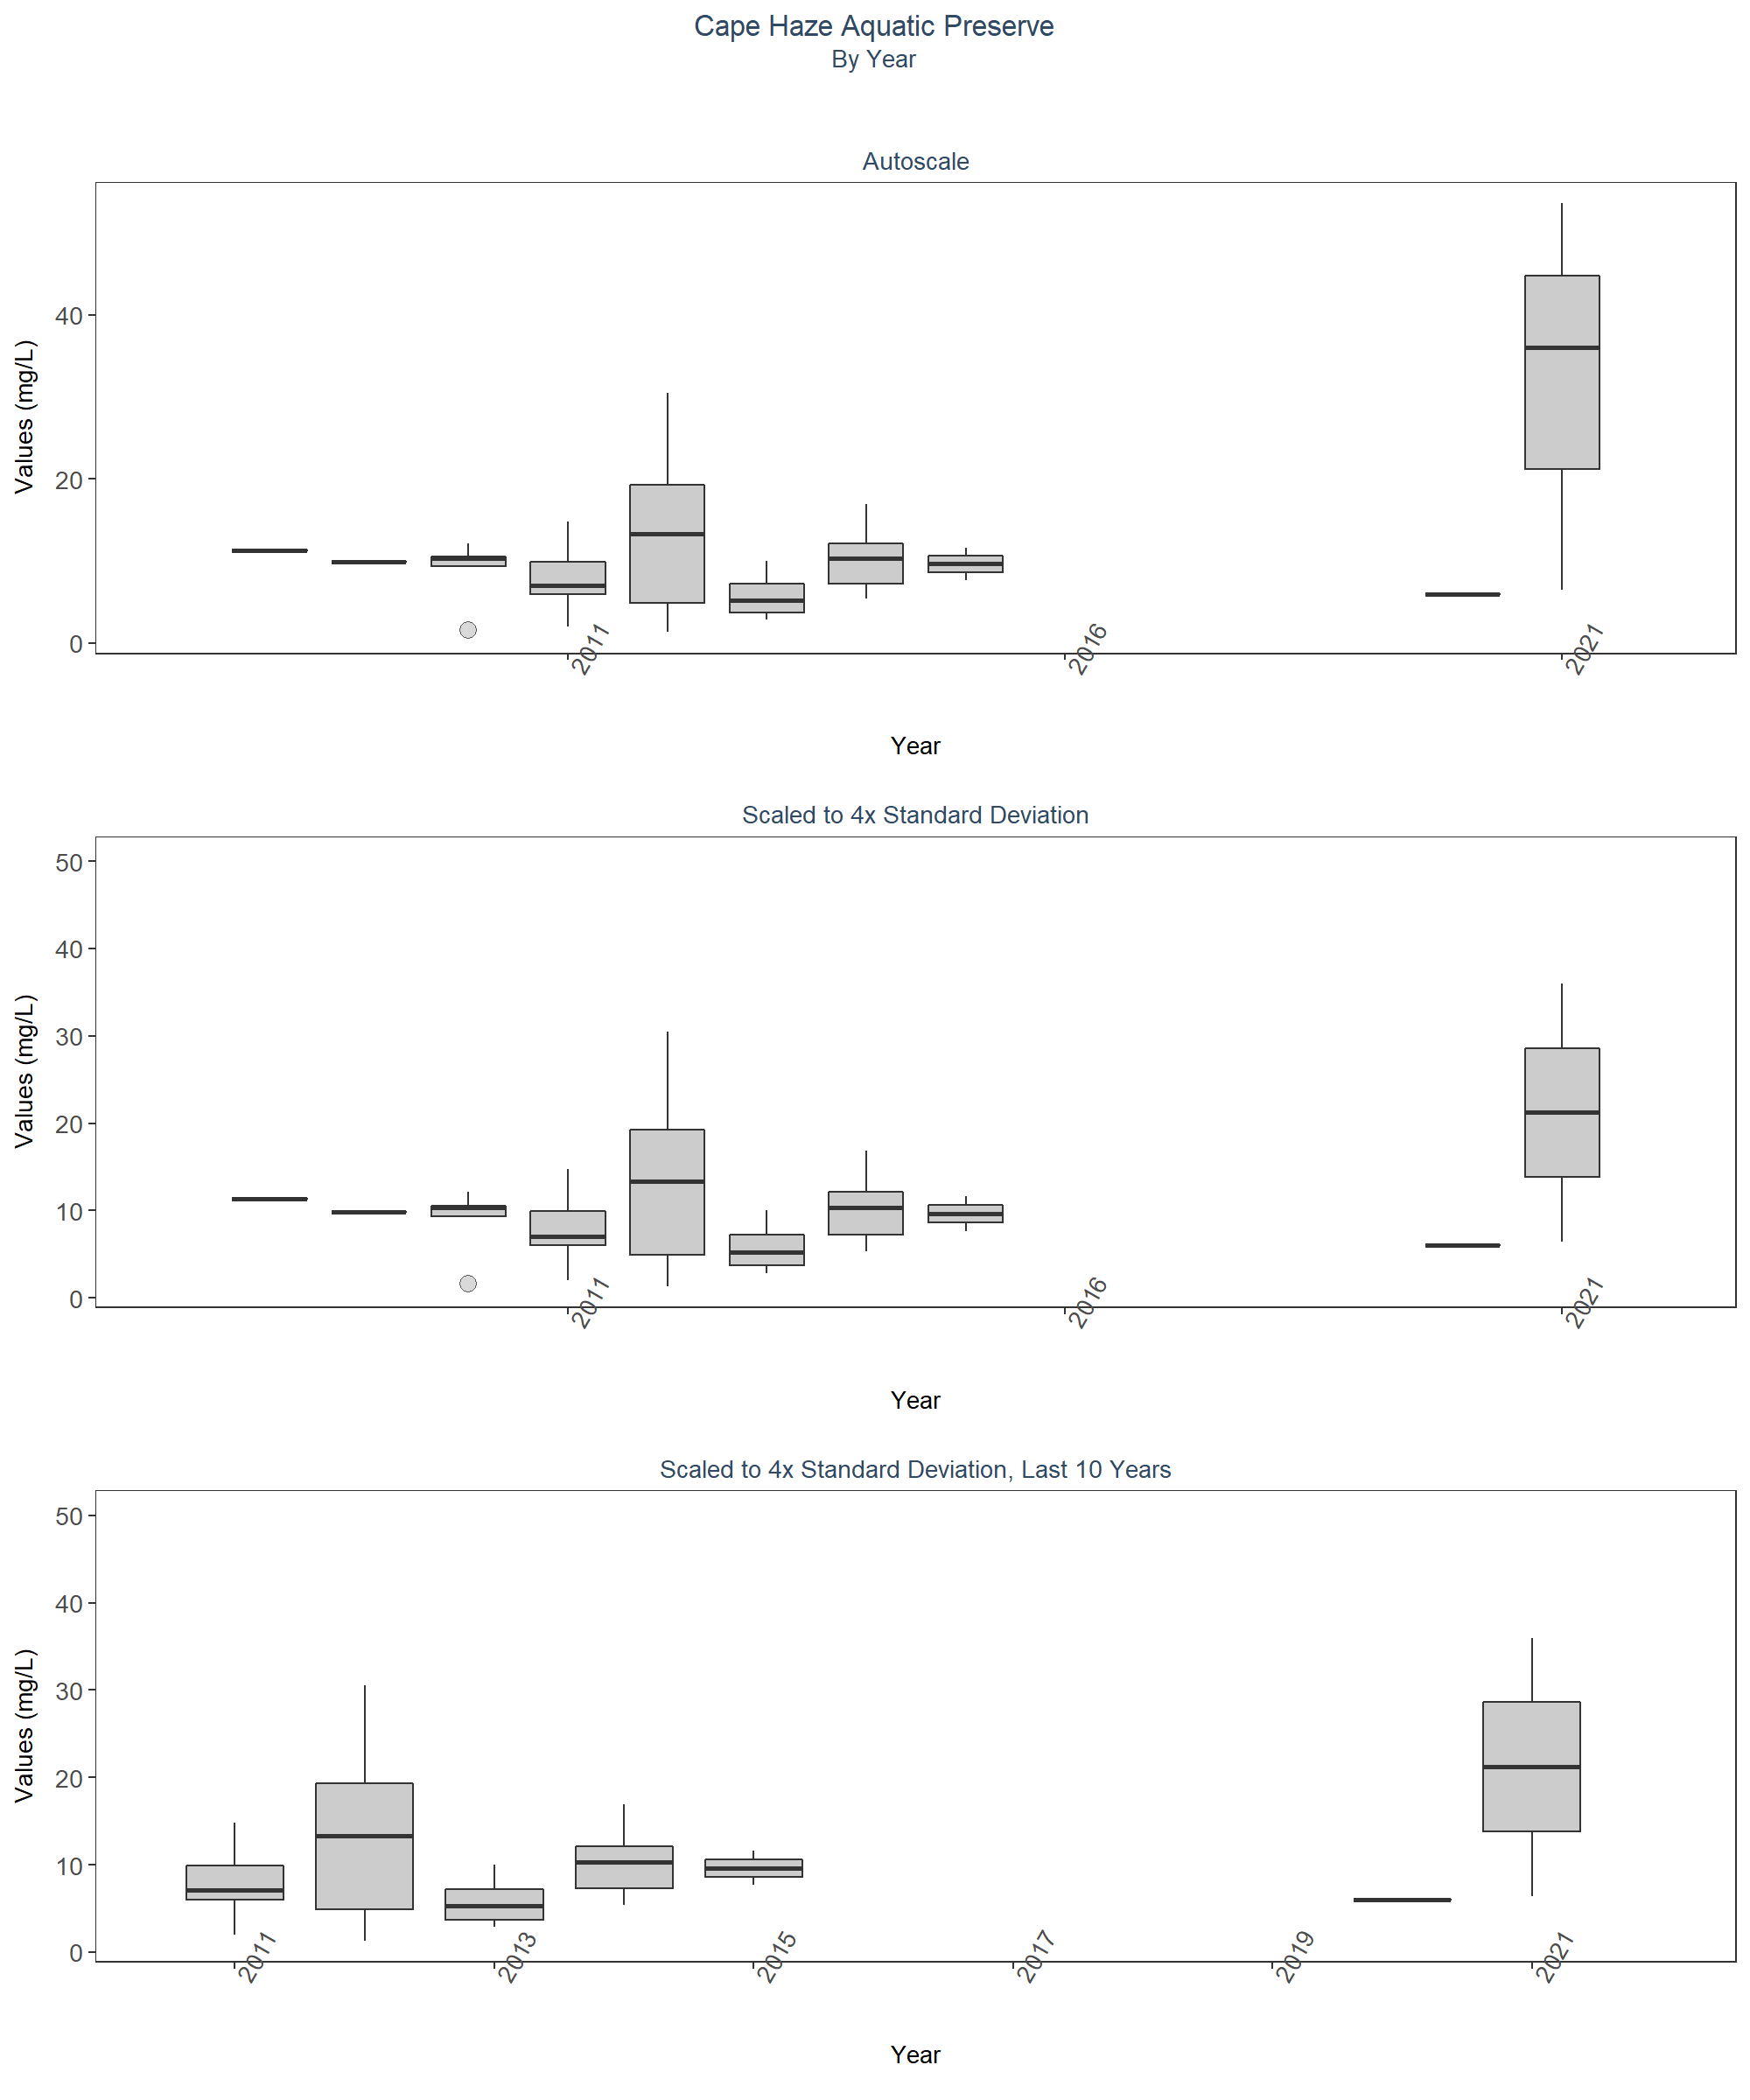 Cape Haze Aquatic Preserve
By Year
Autoscale
Values (mg/L)
40
20
0
2011
2016
2021
Year
Scaled to 4x Standard Deviation
Values (mg/L)
50
40
30
20
10
0
2011
2016
2021
Year
Scaled to 4x Standard Deviation, Last 10 Years
Values (mg/L)
50
40
30
20
10
0
2011
2013
2015
2017
2019
2021
Year